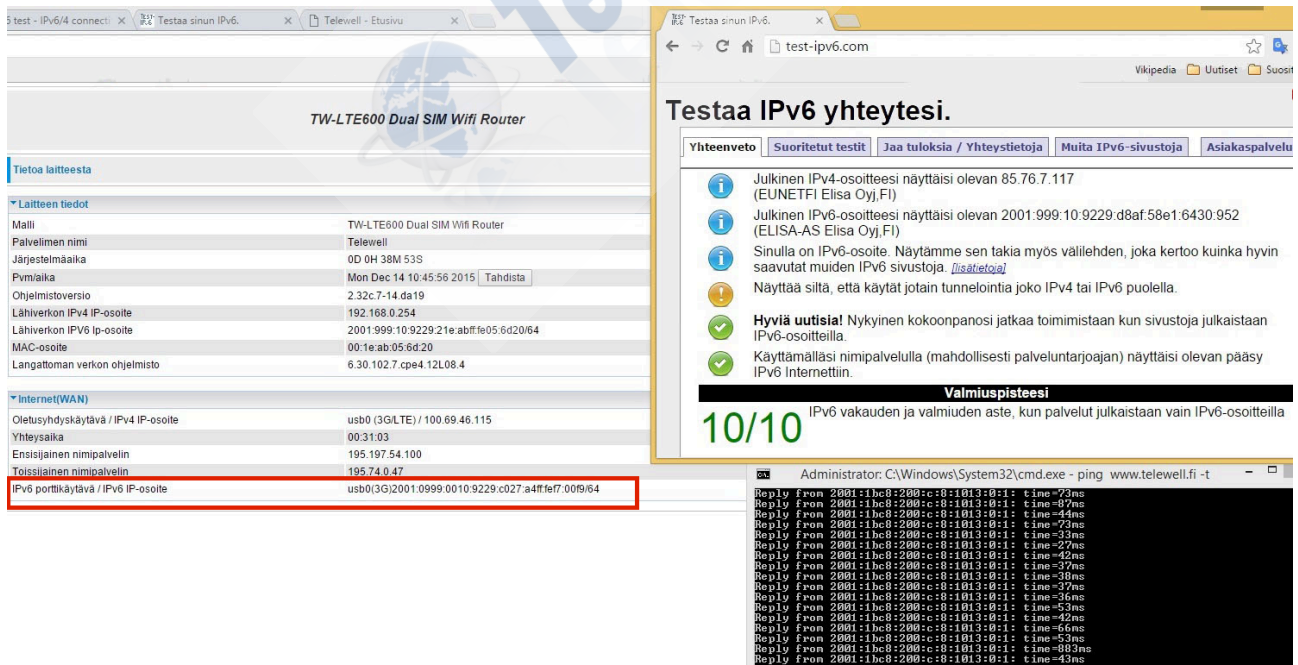 5 test - IPv6/4 connecti
Testaa sinun IPv6.
Telewell - Etusivu
TW-LTE600 Dual SIM Wifi Router
Tietoa laitteesta
Laitteen tiedot
Malli TW-LTE600 Dual SIM Wifi Router
Palvelimen nimi Telewell
Järjestelmäaika 0D 0H 38M 53S
Pvm/aika Mon Dec 14 10:45:56 2015 Tahdista
Ohjelmistoversio 2.32c.7-14.da19
Lähiverkon IPv4 IP-osoite 192.168.0.254
Lähiverkon IPV6 Ip-osoite 2001:999:10:9229:21e:abff:fe05:6d20/64
MAC-osoite 00:1e:ab:05:6d:20
Langattoman verkon ohjelmisto 6.30.102.7.cpe4.12L08.4
Internet(WAN)
Oletusyhdyskäytävä / IPv4 IP-osoite usb0 (3G/LTE) / 100.69.46.115
Yhteysaika 00:31:03
Ensisijainen nimipalvelin 195.197.54.100
Toissijainen nimipalvelin 195.74.0.47
IPv6 porttikäytävä / IPv6 IP-osoite usb0(3G)2001:0999:0010:9229:c027:a4ff:fef7:00f9/64
Testaa sinun IPv6.
test-ipv6.com
Vikipedia Uutiset Suosit
Testaa IPv6 yhteytesi.
Yhteenveto Suoritetut testit Jaa tuloksia / Yhteystietoja Muita IPv6-sivustoja Asiakaspalvelu
Julkinen IPv4-osoitteesi näyttäisi olevan 85.76.7.117
(EUNETFI Elisa Oyj,FI)
Julkinen IPv6-osoitteesi näyttäisi olevan 2001:999:10:9229:d8af:58e1:6430:952
(ELISA-AS Elisa Oyj,FI)
Sinulla on IPv6-osoite. Näytämme sen takia myös välilehden, joka kertoo kuinka hyvin
saavutat muiden IPv6 sivustoja. [lisätietoja]
Näyttää siltä, että käytät jotain tunnelointia joko IPv4 tai IPv6 puolella.
Hyviä uutisia! Nykyinen kokoonpanosi jatkaa toimimistaan kun sivustoja julkaistaan
IPv6-osoitteilla.
Käyttämälläsi nimipalvelulla (mahdollisesti palveluntarjoajan) näyttäisi olevan pääsy
IPv6 Internettiin.
Valmiuspisteesi
10/10 IPv6 vakauden ja valmiuden aste, kun palvelut julkaistaan vain IPv6-osoitteilla
Administrator: C:\Windows\System32\cmd.exe - ping www.telewell.fi -t
Reply from 2001:1bc8:200:c:8:1013:0:1: time=73ms
Reply from 2001:1bc8:200:c:8:1013:0:1: time=87ms
Reply from 2001:1bc8:200:c:8:1013:0:1: time=44ms
Reply from 2001:1bc8:200:c:8:1013:0:1: time=73ms
Reply from 2001:1bc8:200:c:8:1013:0:1: time=33ms
Reply from 2001:1bc8:200:c:8:1013:0:1: time=27ms
Reply from 2001:1bc8:200:c:8:1013:0:1: time=42ms
Reply from 2001:1bc8:200:c:8:1013:0:1: time=37ms
Reply from 2001:1bc8:200:c:8:1013:0:1: time=38ms
Reply from 2001:1bc8:200:c:8:1013:0:1: time=37ms
Reply from 2001:1bc8:200:c:8:1013:0:1: time=36ms
Reply from 2001:1bc8:200:c:8:1013:0:1: time=53ms
Reply from 2001:1bc8:200:c:8:1013:0:1: time=42ms
Reply from 2001:1bc8:200:c:8:1013:0:1: time=66ms
Reply from 2001:1bc8:200:c:8:1013:0:1: time=53ms
Reply from 2001:1bc8:200:c:8:1013:0:1: time=883ms
Reply from 2001:1bc8:200:c:8:1013:0:1: time=43ms